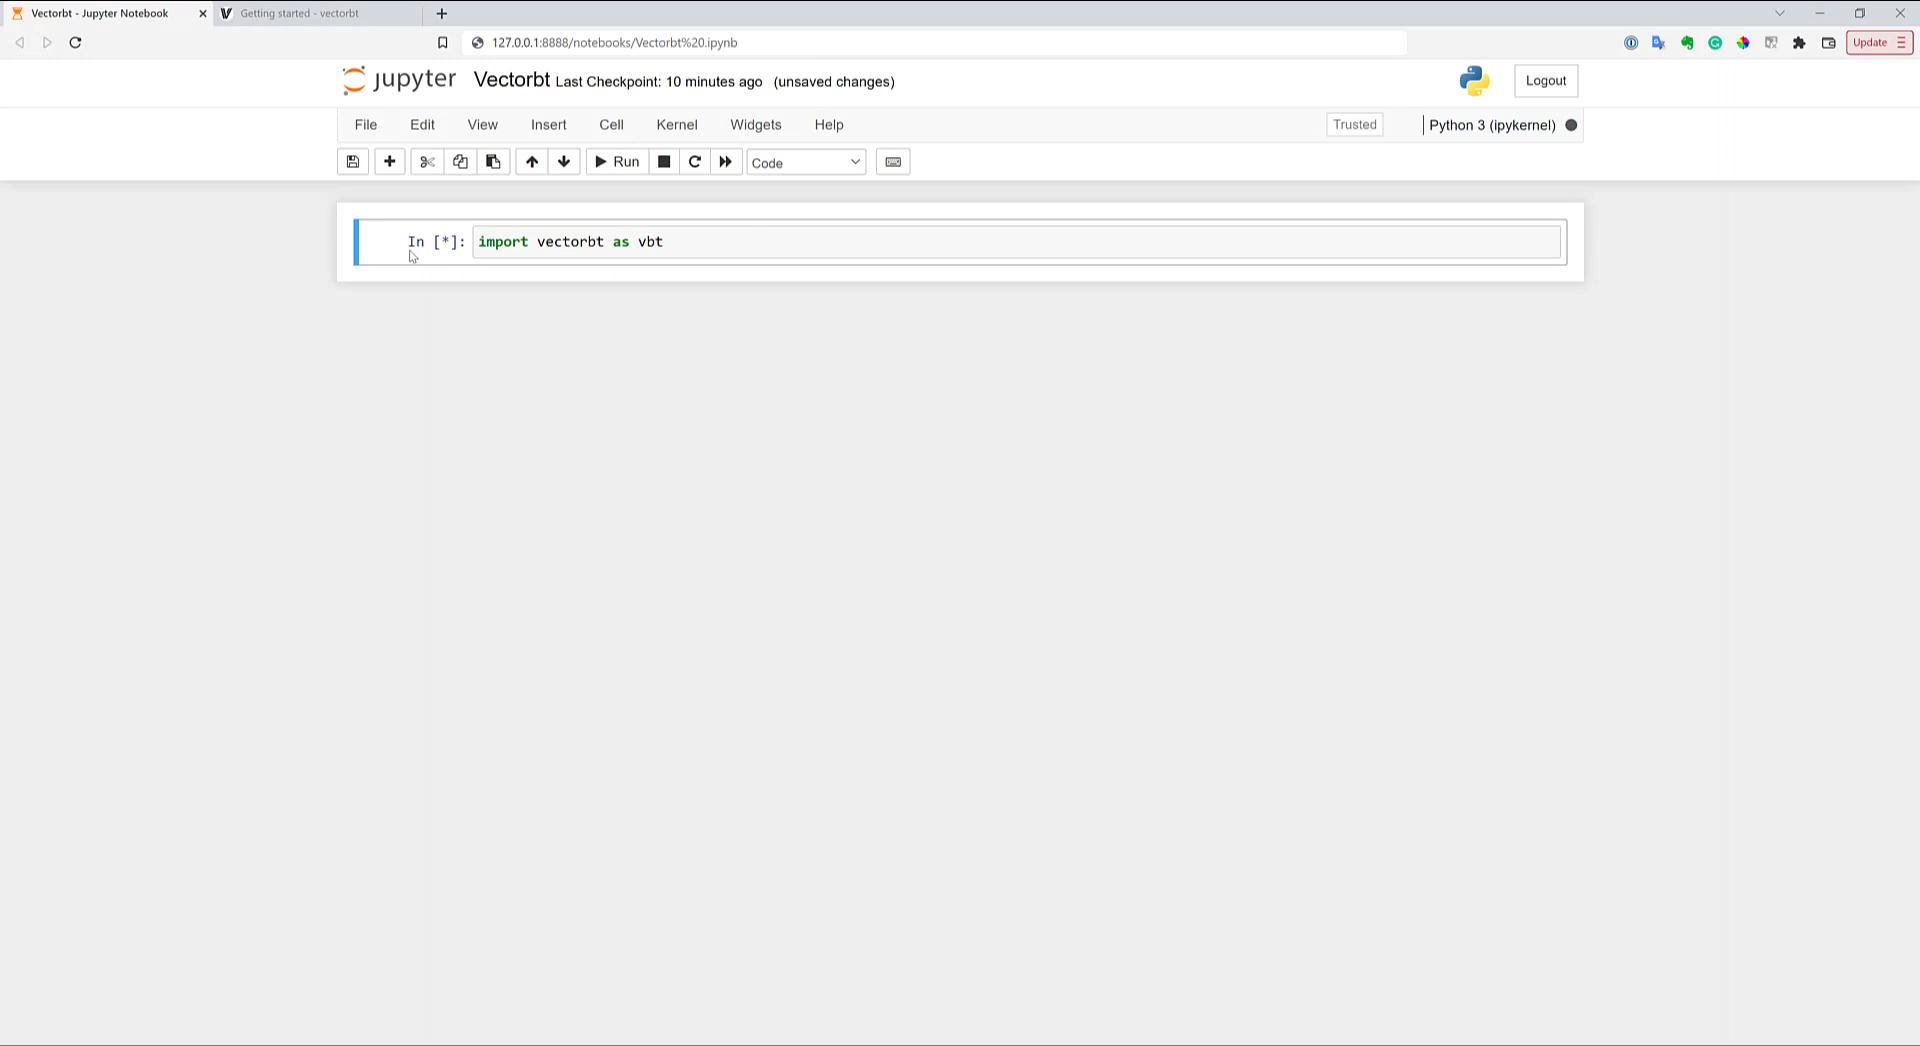 Vectorbt - Jupyter Notebook
Getting started - vectorbt
127.0.0.1:8888/notebooks/Vectorbt%20.ipynb
Update
jupyter Vectorbt Last Checkpoint: 10 minutes ago (unsaved changes)
Logout
File Edit View Insert Cell Kernel Widgets Help
Trusted
Python 3 (ipykernel)
Run
Code
In [*]: import vectorbt as vbt